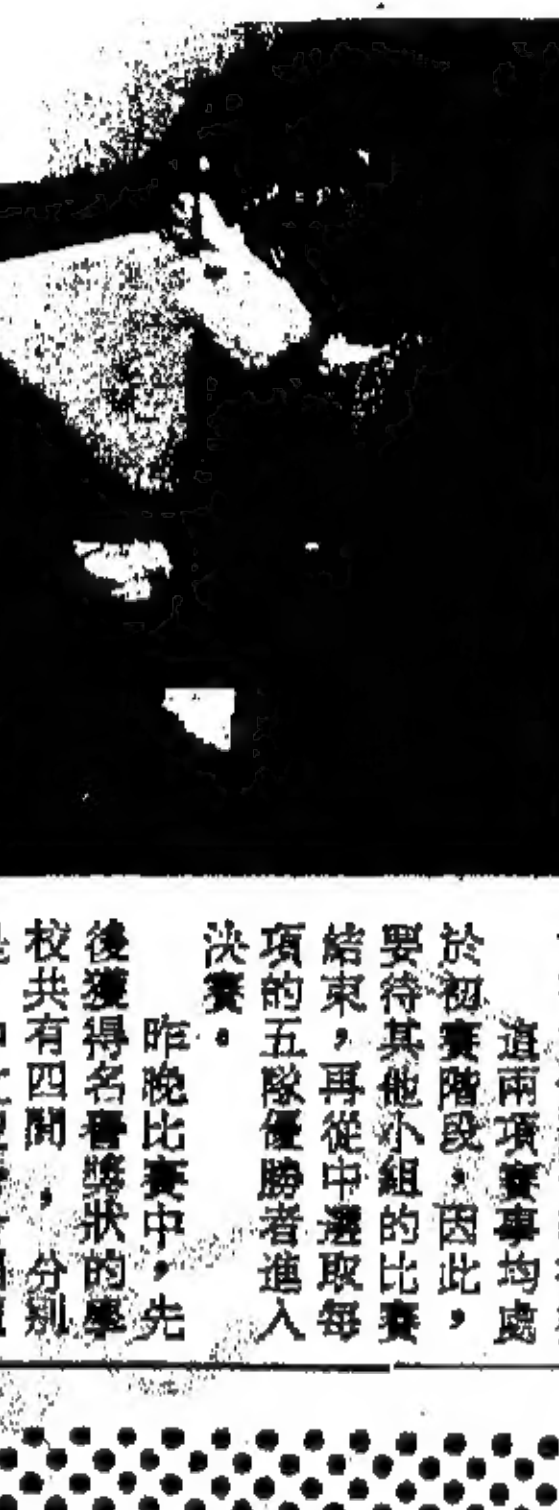 這兩項賽事均處
於初賽階段，因此，
要待其他小組的比賽
結束，再從中選取每
項的五隊優勝者進入
決賽。
昨晚比賽中，先
後獲得名譽獎狀的學
校共有四間，分別